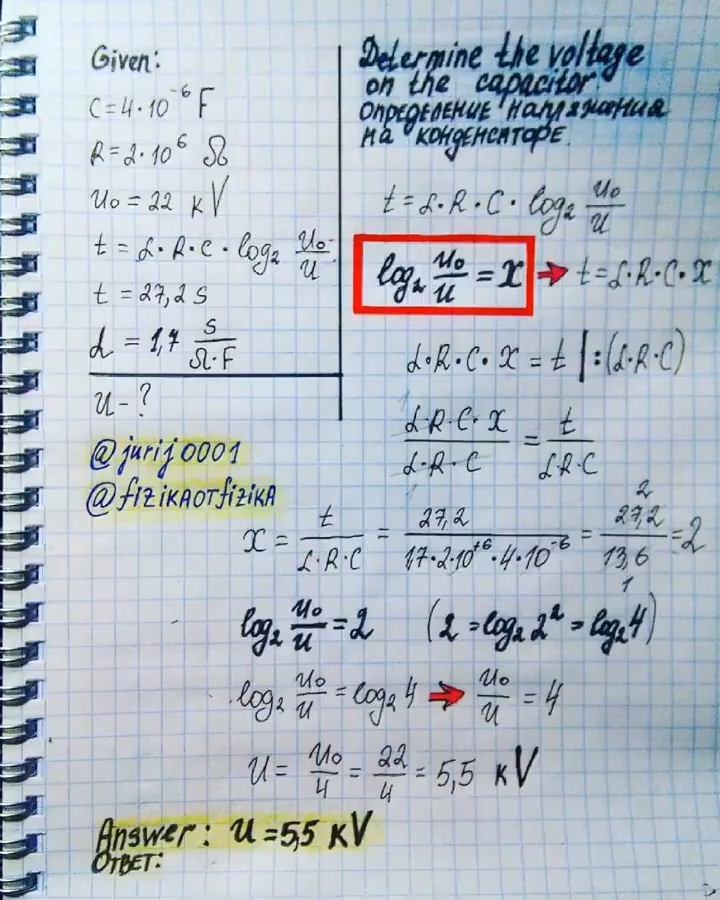 Given:
C = 4·10⁻⁶ F
R = 2·10⁶ Ω
U₀ = 22 kV
t = α·R·C·log₂ U₀/U
t = 27,2 s
α = 1,7 s/Ω·F
U - ?
@jurij0001
@fizikaotfizika
Determine the voltage
on the capacitor.
Определение напряжения
на конденсаторе.
t = α·R·C·log₂ U₀/U
log₂ U₀/U = x → t = α·R·C·x
α·R·C·x = t |:(α·R·C)
α·R·C·x/α·R·C = t/α·R·C
x = t/α·R·C = 27,2/1,7·2·10⁺⁶·4·10⁻⁶ = 27,2/13,6 = 2
log₂ U₀/U = 2 (2 = log₂ 2² = log₂ 4)
log₂ U₀/U = log₂ 4 → U₀/U = 4
U = U₀/4 = 22/4 = 5,5 kV
Answer: U = 5,5 kV
Ответ: